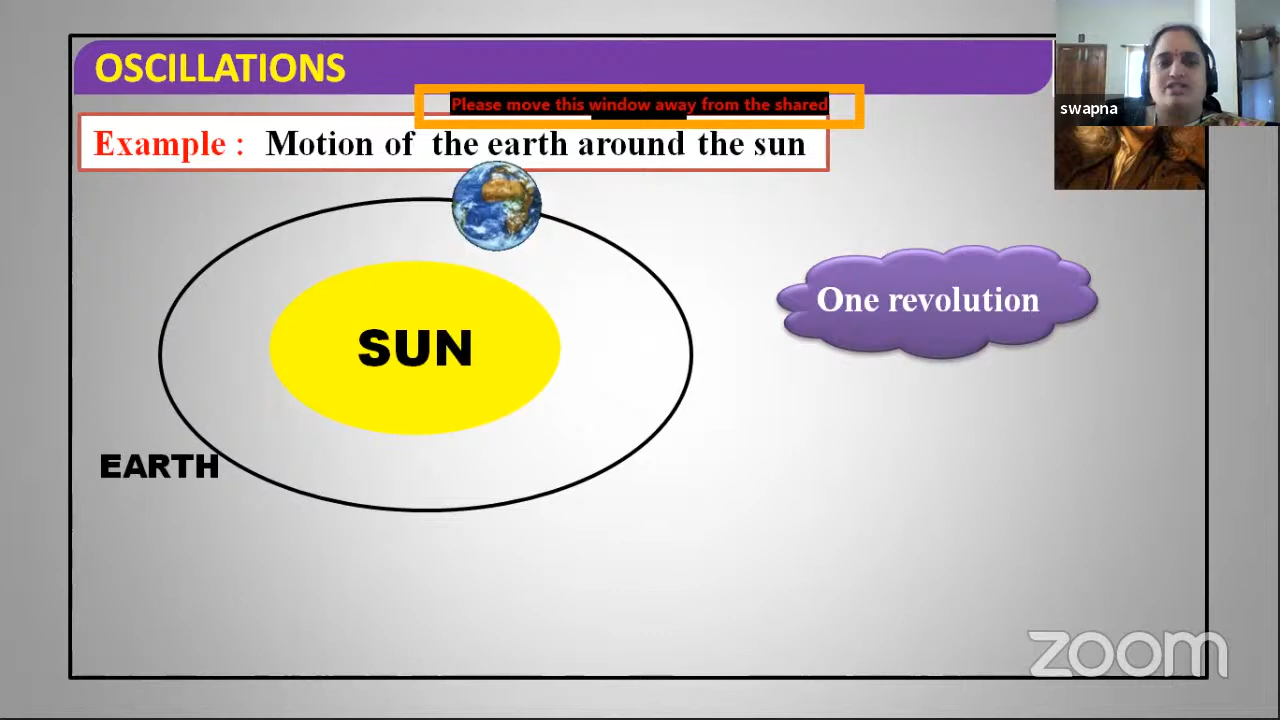 OSCILLATIONS
Please move this window away from the shared
swapna
Example : Motion of the earth around the sun
One revolution
SUN
EARTH
zoom